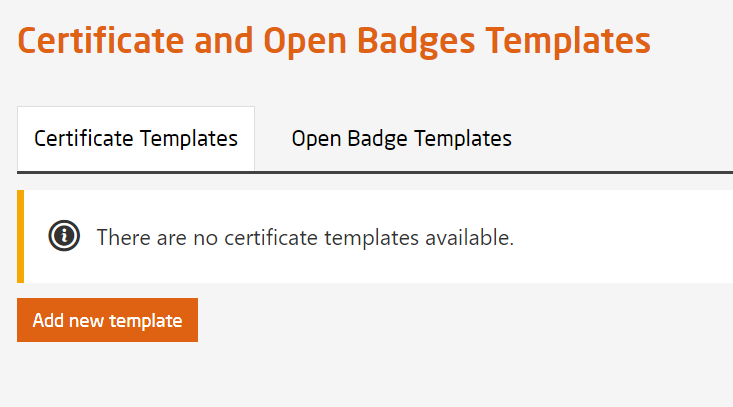 Certificate and Open Badges Templates
Certificate Templates
Open Badge Templates
There are no certificate templates available.
Add new template